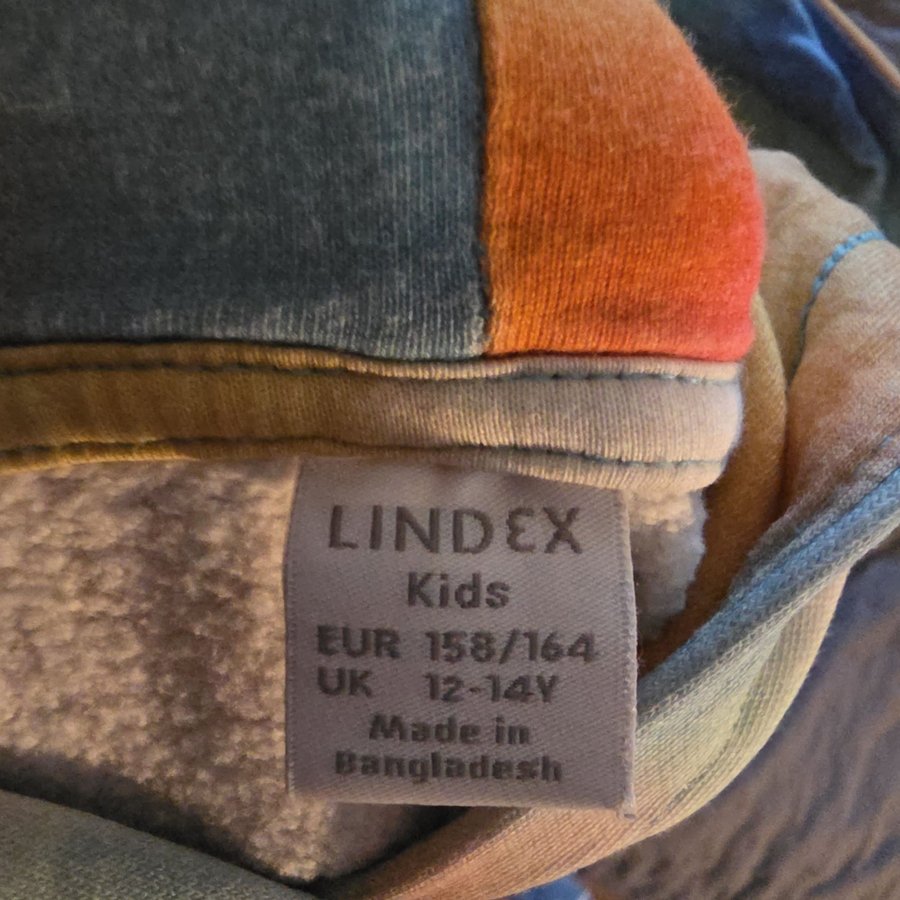 LINDEX
Kids
EUR 158/164
UK 12-14Y
Made in
Bangladesh